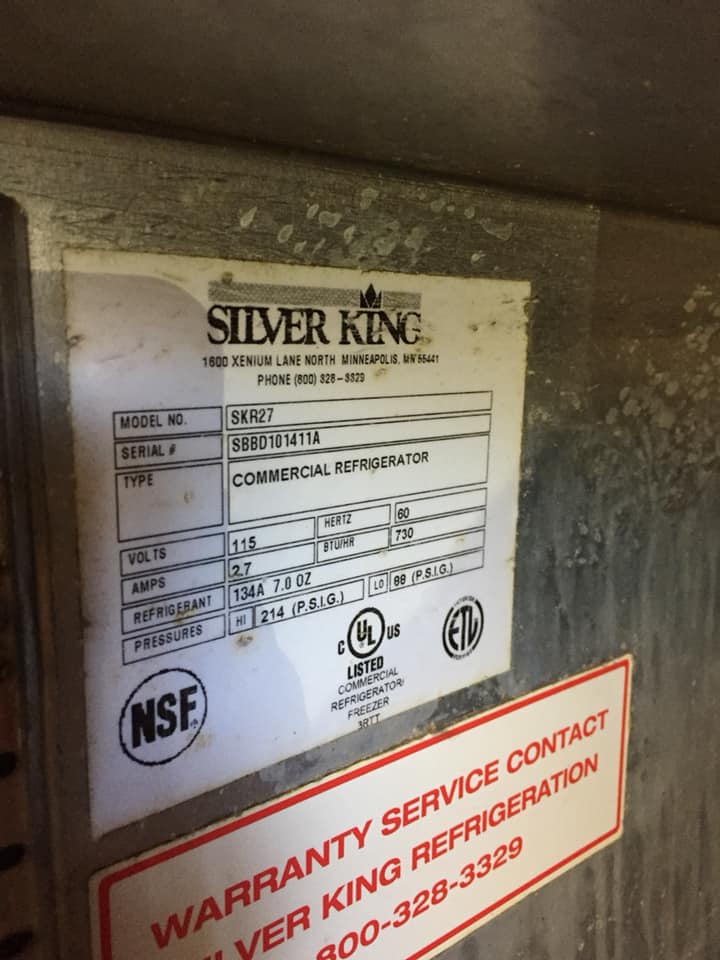 SILVER KING
1600 XENIUM LANE NORTH MINNEAPOLIS, MN 55441
PHONE (800) 328-3329
MODEL NO. SKR27
SERIAL # SBBD101411A
TYPE COMMERCIAL REFRIGERATOR
VOLTS 115 HERTZ 60
AMPS 2.7 BTU/HR 730
REFRIGERANT 134A 7.0 OZ
PRESSURES HI 214 (P.S.I.G.) LO 88 (P.S.I.G.)
C UL US
LISTED
COMMERCIAL
REFRIGERATOR/
FREEZER
3RTT
ETL
NSF
WARRANTY SERVICE CONTACT
SILVER KING REFRIGERATION
800-328-3329